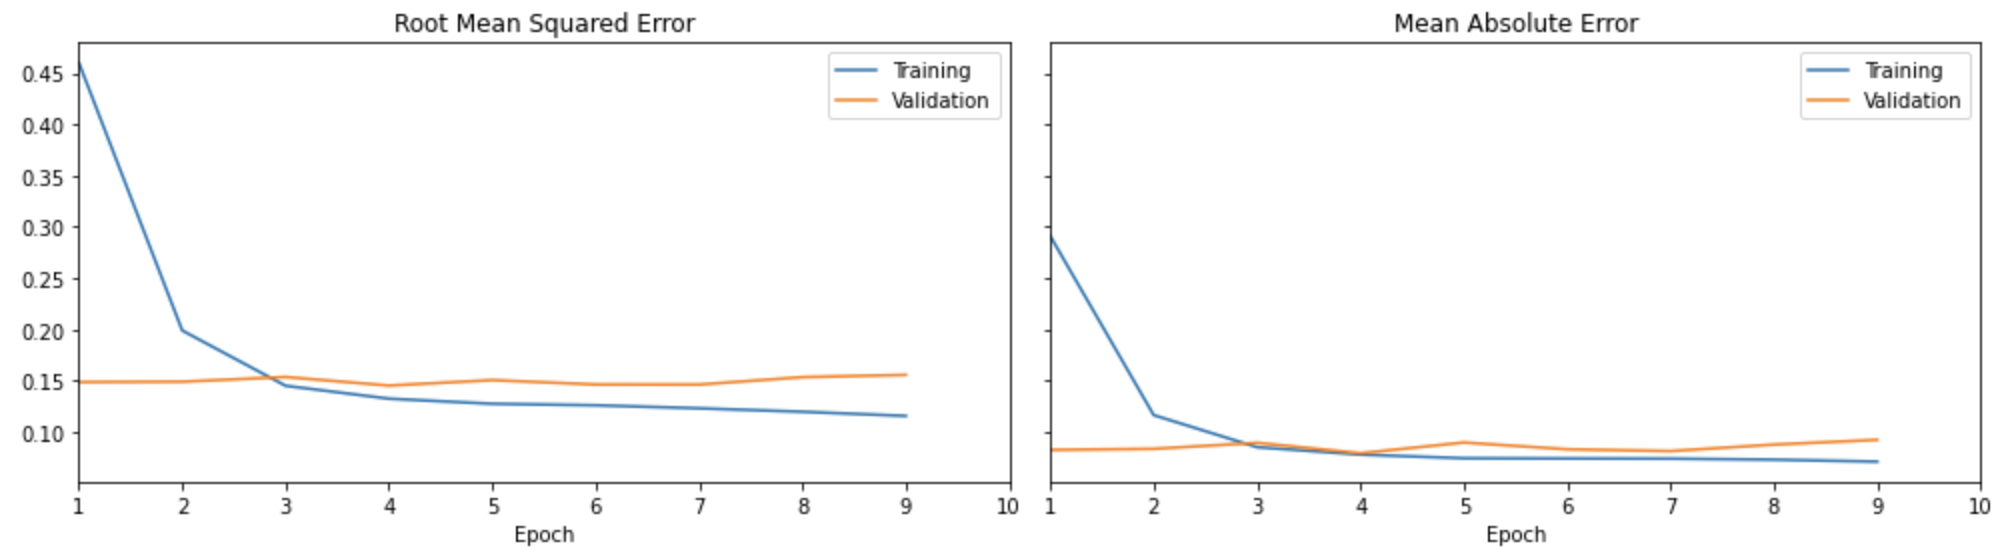 Root Mean Squared Error
Training
Validation
0.45
0.40
0.35
0.30
0.25
0.20
0.15
0.10
1 2 3 4 5 6 7 8 9 10
Epoch
Mean Absolute Error
Training
Validation
1 2 3 4 5 6 7 8 9 10
Epoch